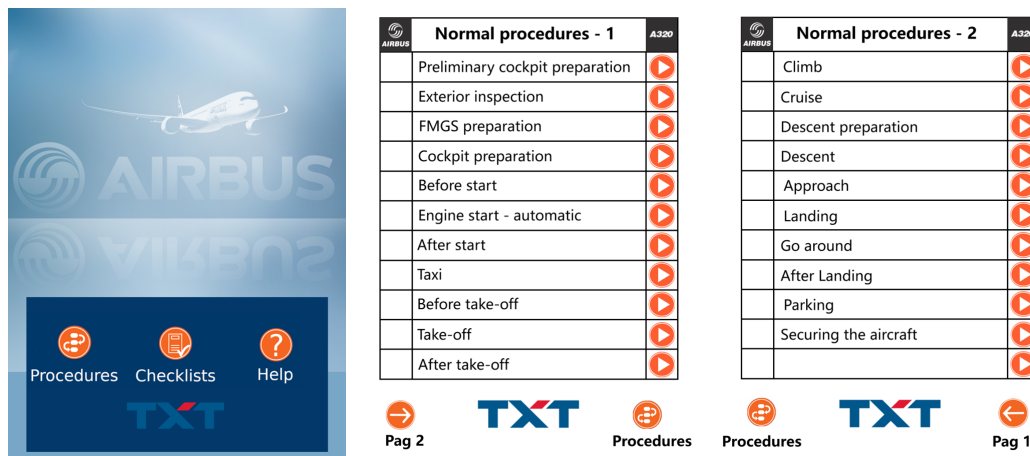 AIRBUS
AIRBUS
Procedures Checklists Help
TXT
AIRBUS Normal procedures - 1 A320
Preliminary cockpit preparation
Exterior inspection
FMGS preparation
Cockpit preparation
Before start
Engine start - automatic
After start
Taxi
Before take-off
Take-off
After take-off
TXT
Pag 2 Procedures
AIRBUS Normal procedures - 2 A320
Climb
Cruise
Descent preparation
Descent
Approach
Landing
Go around
After Landing
Parking
Securing the aircraft
TXT
Procedures Pag 1